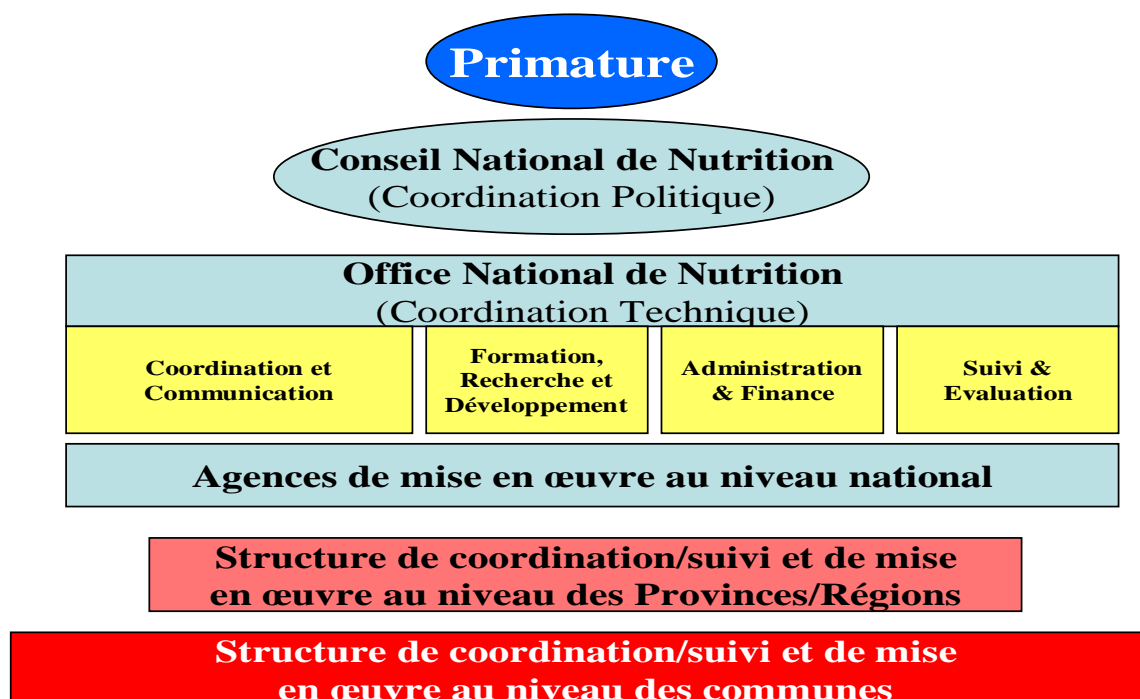 Primature
Conseil National de Nutrition
(Coordination Politique)
Office National de Nutrition
(Coordination Technique)
Coordination et
Communication
Formation,
Recherche et
Développement
Administration
& Finance
Suivi &
Evaluation
Agences de mise en œuvre au niveau national
Structure de coordination/suivi et de mise
en œuvre au niveau des Provinces/Régions
Structure de coordination/suivi et de mise
en œuvre au niveau des communes